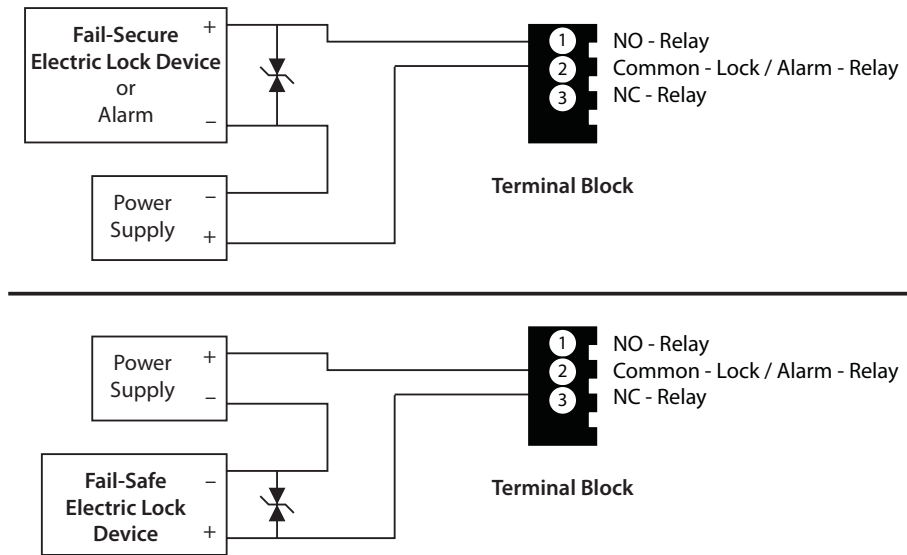 Fail-Secure
Electric Lock Device
or
Alarm
+
−
Power
Supply
−
+
1
2
3
NO - Relay
Common - Lock / Alarm - Relay
NC - Relay
Terminal Block
Power
Supply
+
−
Fail-Safe
Electric Lock
Device
−
+
1
2
3
NO - Relay
Common - Lock / Alarm - Relay
NC - Relay
Terminal Block